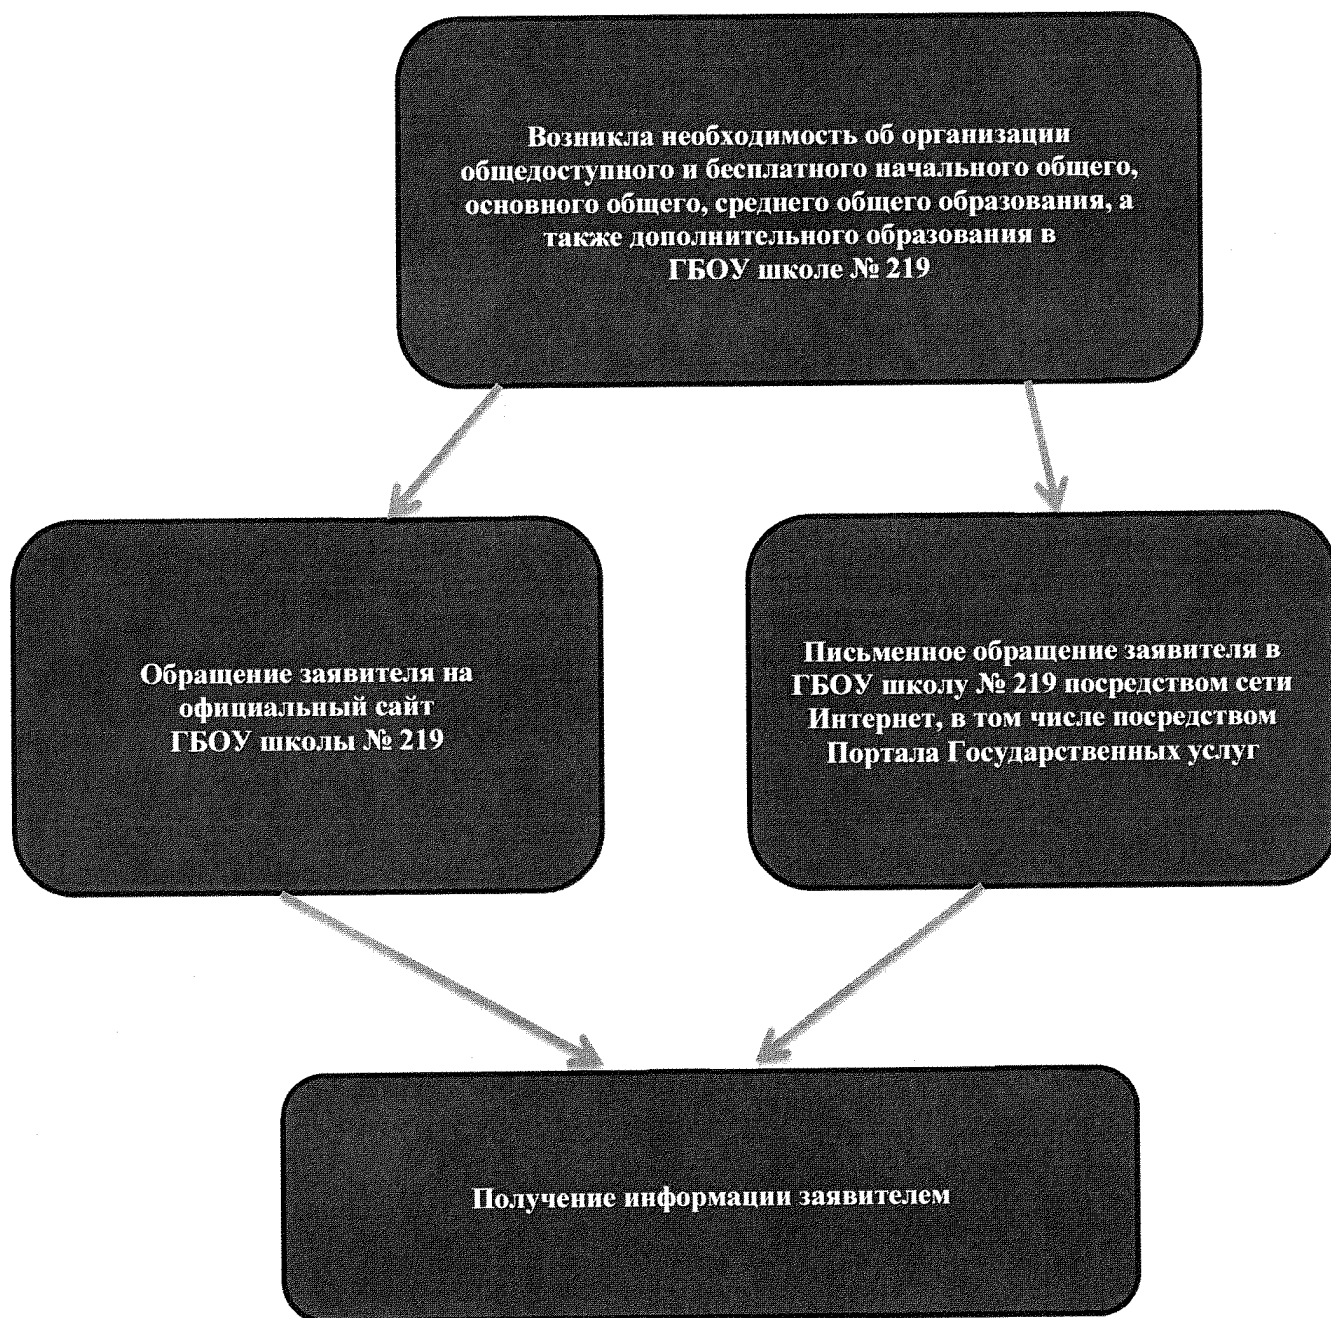 Возникла необходимость об организации
общедоступного и бесплатного начального общего,
основного общего, среднего общего образования, а
также дополнительного образования в
ГБОУ школе № 219
Обращение заявителя на
официальный сайт
ГБОУ школы № 219
Письменное обращение заявителя в
ГБОУ школу № 219 посредством сети
Интернет, в том числе посредством
Портала Государственных услуг
Получение информации заявителем